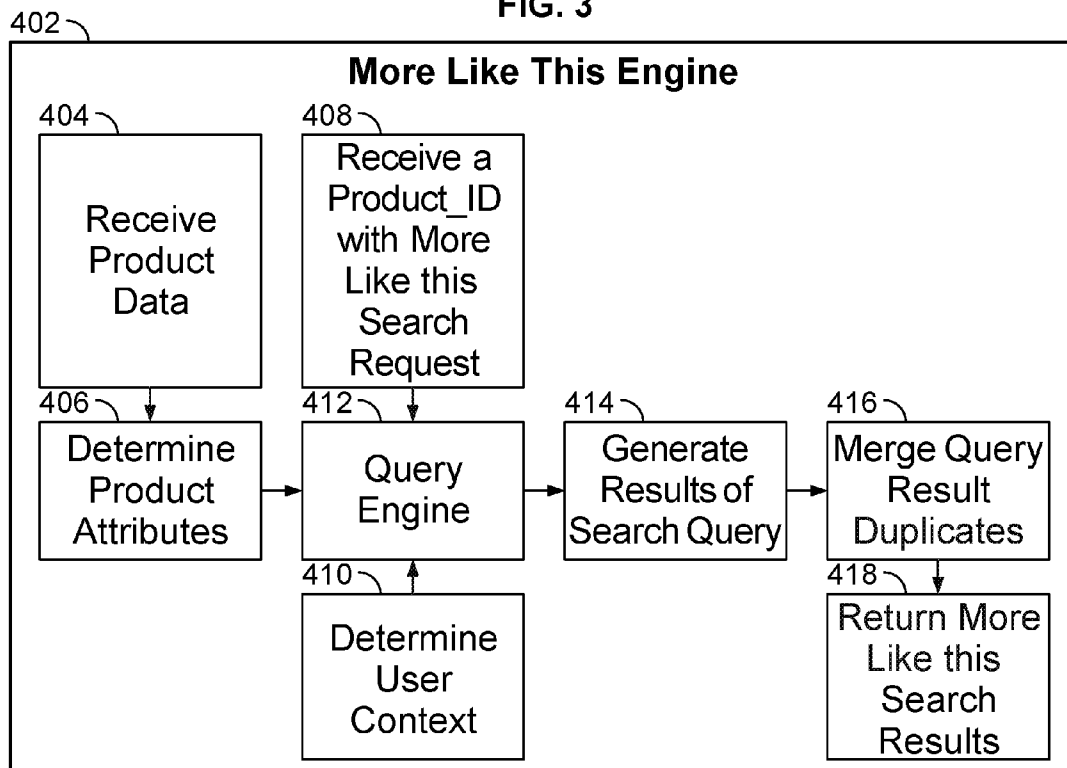 FIG. 3
402
More Like This Engine
404
Receive
Product
Data
408
Receive a
Product_ID
with More
Like this
Search
Request
406
Determine
Product
Attributes
412
Query
Engine
414
Generate
Results of
Search Query
416
Merge Query
Result
Duplicates
410
Determine
User
Context
418
Return More
Like this
Search
Results